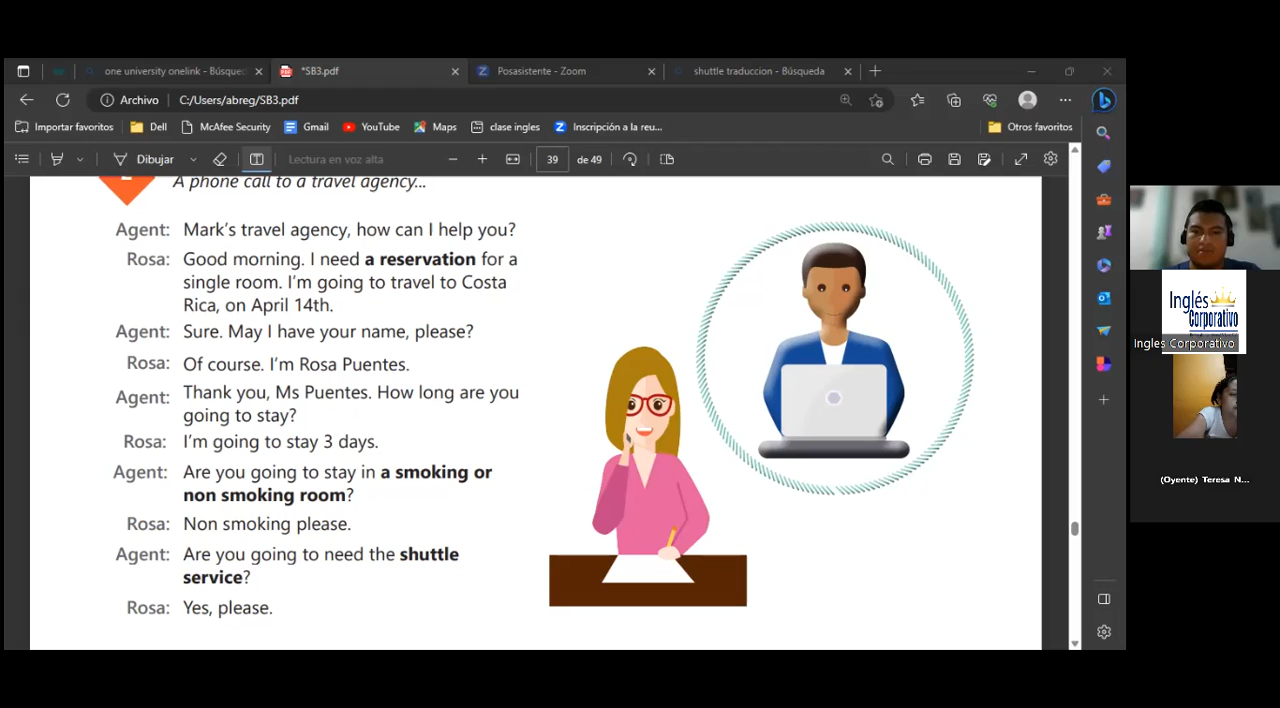 one university onelink - Búsqued
*SB3.pdf
Posasistente - Zoom
shuttle traduccion - Búsqueda
Archivo
C:/Users/abreg/SB3.pdf
Importar favoritos
Dell
McAfee Security
Gmail
YouTube
Maps
clase ingles
Inscripción a la reu...
Otros favoritos
Dibujar
Lectura en voz alta
39
de 49
A phone call to a travel agency...
Agent: Mark's travel agency, how can I help you?
Rosa: Good morning. I need a reservation for a
single room. I'm going to travel to Costa
Rica, on April 14th.
Agent: Sure. May I have your name, please?
Rosa: Of course. I'm Rosa Puentes.
Agent: Thank you, Ms Puentes. How long are you
going to stay?
Rosa: I'm going to stay 3 days.
Agent: Are you going to stay in a smoking or
non smoking room?
Rosa: Non smoking please.
Agent: Are you going to need the shuttle
service?
Rosa: Yes, please.
Inglés
Corporativo
Ingles Corporativo
(Oyente) Teresa N...